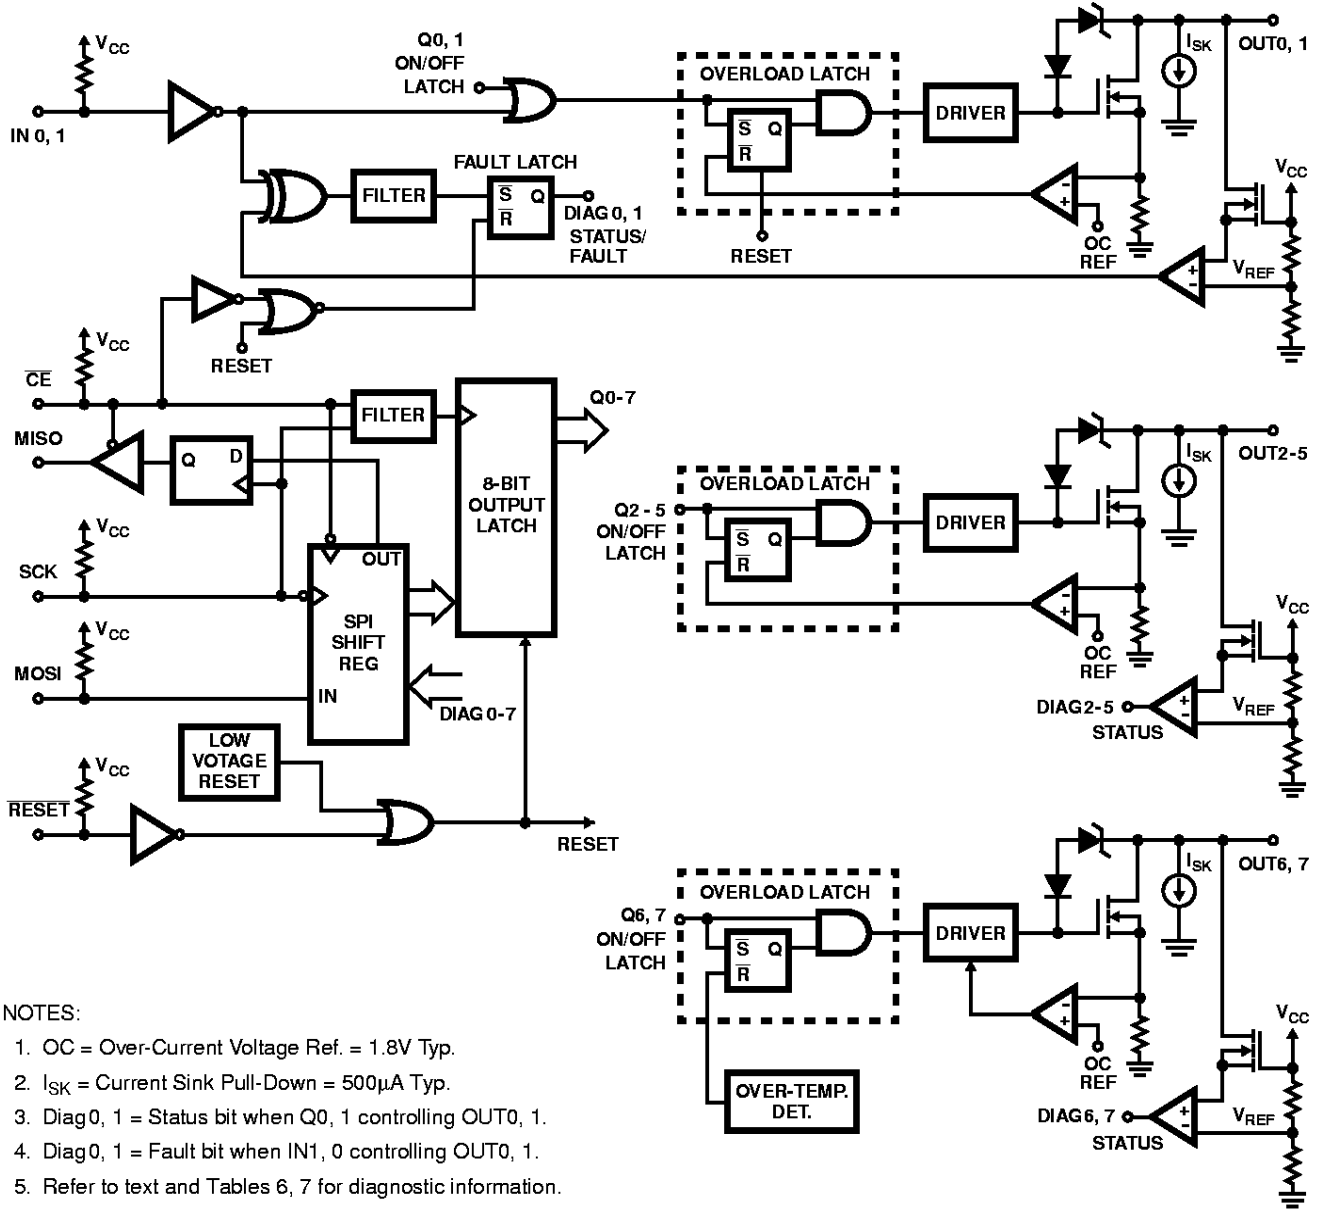 Q0, 1
ON/OFF
LATCH
VCC
IN 0, 1
OVERLOAD LATCH
S Q
R
RESET
DRIVER
ISK
OUT0, 1
OC
REF
VCC
VREF
FILTER
FAULT LATCH
S Q
R
DIAG 0, 1
STATUS/
FAULT
RESET
VCC
CE
MISO
Q D
FILTER
8-BIT
OUTPUT
LATCH
Q0-7
VCC
SCK
OUT
SPI
SHIFT
REG
IN
VCC
MOSI
DIAG 0-7
LOW
VOTAGE
RESET
VCC
RESET
RESET
Q2 - 5
ON/OFF
LATCH
OVERLOAD LATCH
S Q
R
DRIVER
ISK
OUT2-5
OC
REF
VCC
VREF
DIAG2-5
STATUS
Q6, 7
ON/OFF
LATCH
OVERLOAD LATCH
S Q
R
DRIVER
ISK
OUT6, 7
OC
REF
VCC
VREF
OVER-TEMP.
DET.
DIAG6, 7
STATUS
NOTES:
1. OC = Over-Current Voltage Ref. = 1.8V Typ.
2. ISK = Current Sink Pull-Down = 500μA Typ.
3. Diag0, 1 = Status bit when Q0, 1 controlling OUT0, 1.
4. Diag0, 1 = Fault bit when IN1, 0 controlling OUT0, 1.
5. Refer to text and Tables 6, 7 for diagnostic information.